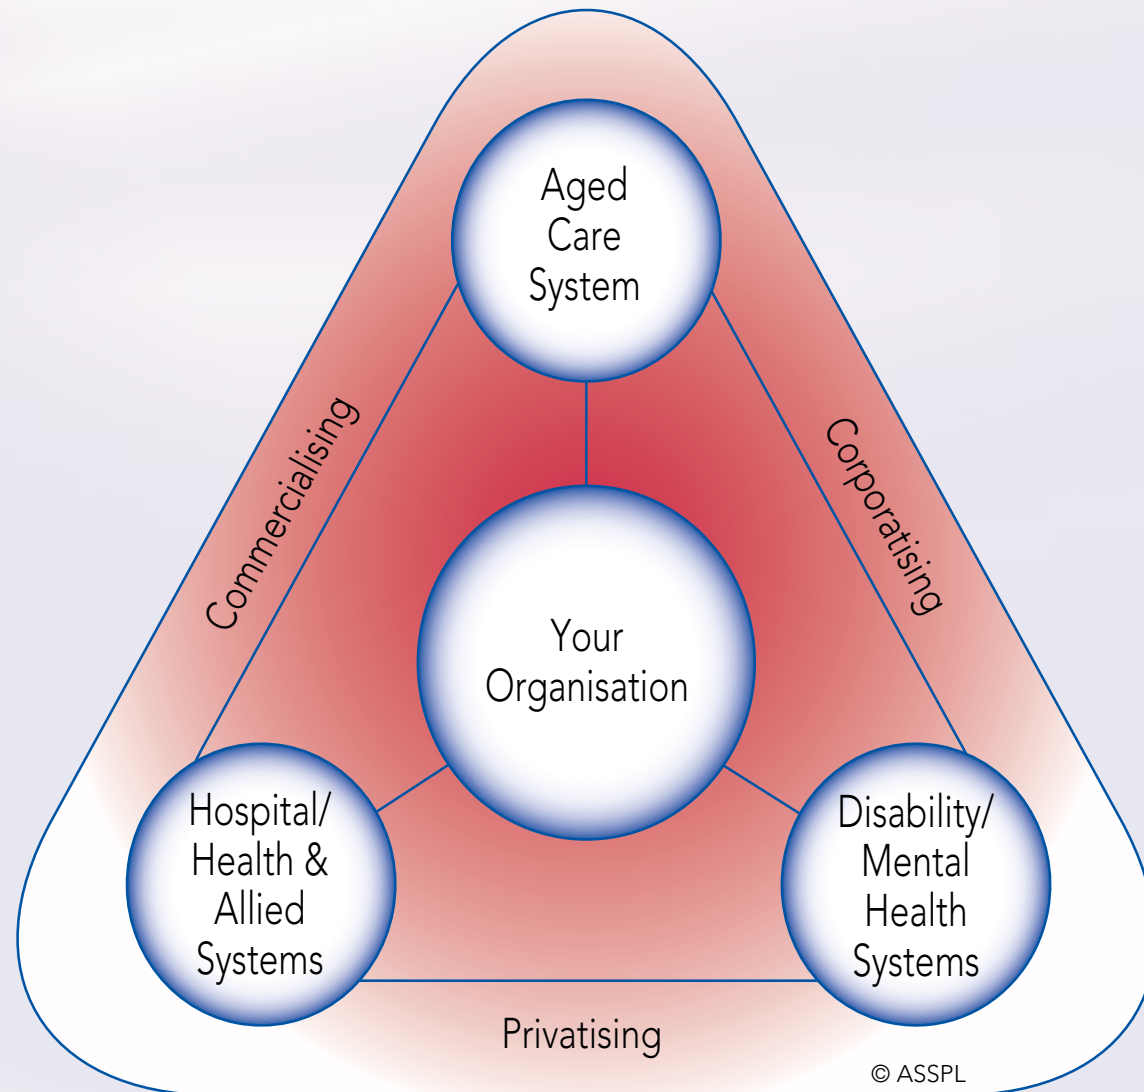 Aged
Care
System
Commercialising
Corporatising
Your
Organisation
Hospital/
Health &
Allied
Systems
Disability/
Mental
Health
Systems
Privatising
© ASSPL